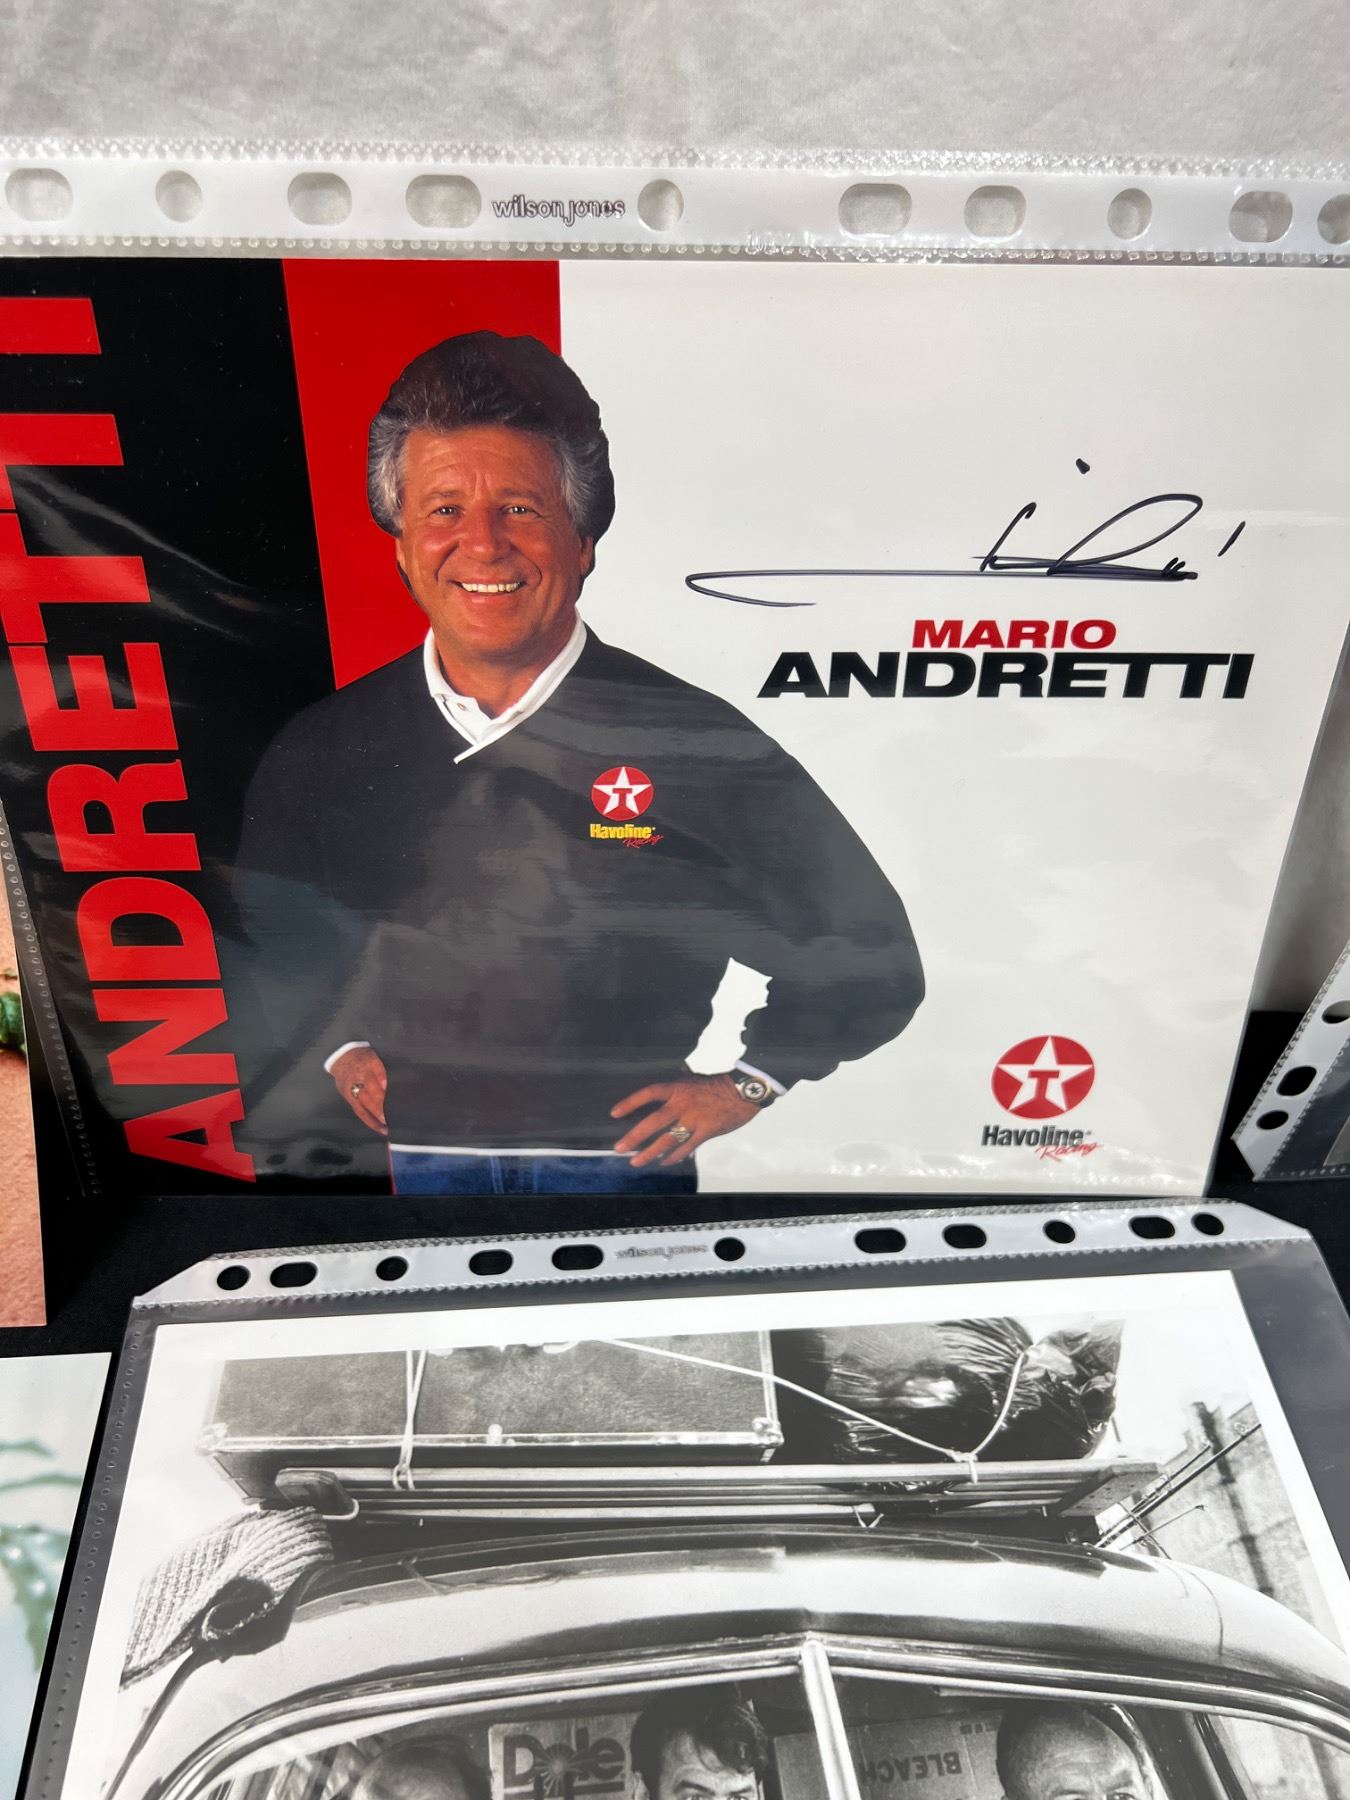 wilson jones
ANDRETTI
MARIO
ANDRETTI
T
Havoline
Racing
T
Havoline
Racing
wilson jones
Dole
BLEACH